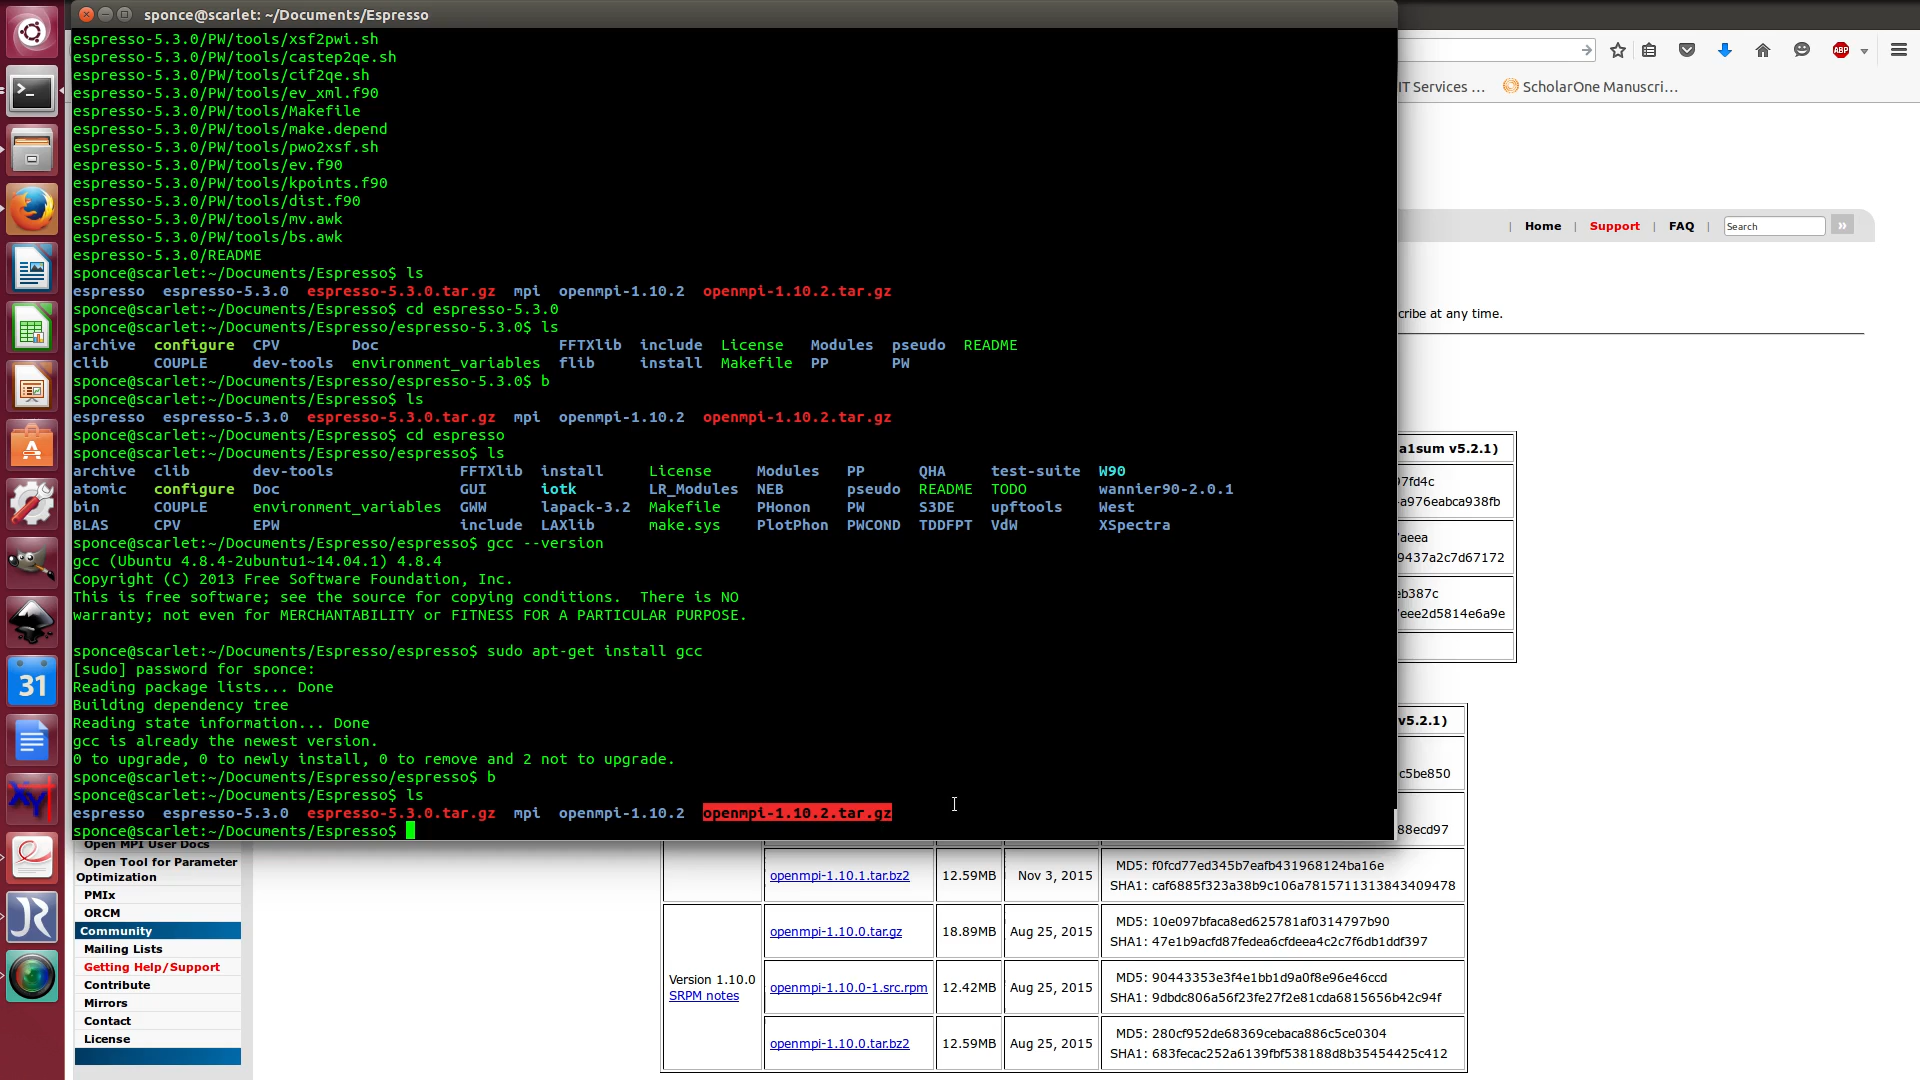 sponce@scarlet: ~/Documents/Espresso
espresso-5.3.0/PW/tools/xsf2pwi.sh
espresso-5.3.0/PW/tools/castep2qe.sh
espresso-5.3.0/PW/tools/cif2qe.sh
espresso-5.3.0/PW/tools/ev_xml.f90
espresso-5.3.0/PW/tools/Makefile
espresso-5.3.0/PW/tools/make.depend
espresso-5.3.0/PW/tools/pwo2xsf.sh
espresso-5.3.0/PW/tools/ev.f90
espresso-5.3.0/PW/tools/kpoints.f90
espresso-5.3.0/PW/tools/dist.f90
espresso-5.3.0/PW/tools/mv.awk
espresso-5.3.0/PW/tools/bs.awk
espresso-5.3.0/README
sponce@scarlet:~/Documents/Espresso$ ls
espresso  espresso-5.3.0  espresso-5.3.0.tar.gz  mpi  openmpi-1.10.2  openmpi-1.10.2.tar.gz
sponce@scarlet:~/Documents/Espresso$ cd espresso-5.3.0
sponce@scarlet:~/Documents/Espresso/espresso-5.3.0$ ls
archive  configure  CPV        Doc                    FFTXlib  include  License   Modules  pseudo  README
clib     COUPLE     dev-tools  environment_variables  flib     install  Makefile  PP       PW
sponce@scarlet:~/Documents/Espresso/espresso-5.3.0$ b
sponce@scarlet:~/Documents/Espresso$ ls
espresso  espresso-5.3.0  espresso-5.3.0.tar.gz  mpi  openmpi-1.10.2  openmpi-1.10.2.tar.gz
sponce@scarlet:~/Documents/Espresso$ cd espresso
sponce@scarlet:~/Documents/Espresso/espresso$ ls
archive  clib       dev-tools              FFTXlib  install     License     Modules   PP      QHA     test-suite  W90
atomic   configure  Doc                    GUI      iotk        LR_Modules  NEB       pseudo  README  TODO        wannier90-2.0.1
bin      COUPLE     environment_variables  GWW      lapack-3.2  Makefile    PHonon    PW      S3DE    upftools    West
BLAS     CPV        EPW                    include  LAXlib      make.sys    PlotPhon  PWCOND  TDDFPT  VdW         XSpectra
sponce@scarlet:~/Documents/Espresso/espresso$ gcc --version
gcc (Ubuntu 4.8.4-2ubuntu1~14.04.1) 4.8.4
Copyright (C) 2013 Free Software Foundation, Inc.
This is free software; see the source for copying conditions.  There is NO
warranty; not even for MERCHANTABILITY or FITNESS FOR A PARTICULAR PURPOSE.
sponce@scarlet:~/Documents/Espresso/espresso$ sudo apt-get install gcc
[sudo] password for sponce:
Reading package lists... Done
Building dependency tree
Reading state information... Done
gcc is already the newest version.
0 to upgrade, 0 to newly install, 0 to remove and 2 not to upgrade.
sponce@scarlet:~/Documents/Espresso/espresso$ b
sponce@scarlet:~/Documents/Espresso$ ls
espresso  espresso-5.3.0  espresso-5.3.0.tar.gz  mpi  openmpi-1.10.2  openmpi-1.10.2.tar.gz
sponce@scarlet:~/Documents/Espresso$
ABP
IT Services ... ScholarOne Manuscri...
| Home | Support | FAQ | Search »
cribe at any time.
a1sum v5.2.1)
7fd4c
a976eabca938fb
aeea
9437a2c7d67172
eb387c
eee2d5814e6a9e
v5.2.1)
c5be850
88ecd97
31
Open MPI User Docs
Open Tool for Parameter
Optimization
PMIx
ORCM
Community
Mailing Lists
Getting Help/Support
Contribute
Mirrors
Contact
License
openmpi-1.10.1.tar.bz2 12.59MB Nov 3, 2015 MD5: f0fcd77ed345b7eafb431968124ba16e
SHA1: caf6885f323a38b9c106a7815711313843409478
Version 1.10.0
SRPM notes
openmpi-1.10.0.tar.gz 18.89MB Aug 25, 2015 MD5: 10e097bfaca8ed625781af0314797b90
SHA1: 47e1b9acfd87fedea6cfdeea4c2c7f6db1ddf397
openmpi-1.10.0-1.src.rpm 12.42MB Aug 25, 2015 MD5: 90443353e3f4e1bb1d9a0f8e96e46ccd
SHA1: 9dbdc806a56f23fe27f2e81cda6815656b42c94f
openmpi-1.10.0.tar.bz2 12.59MB Aug 25, 2015 MD5: 280cf952de68369cebaca886c5ce0304
SHA1: 683fecac252a6139fbf538188d8b35454425c412